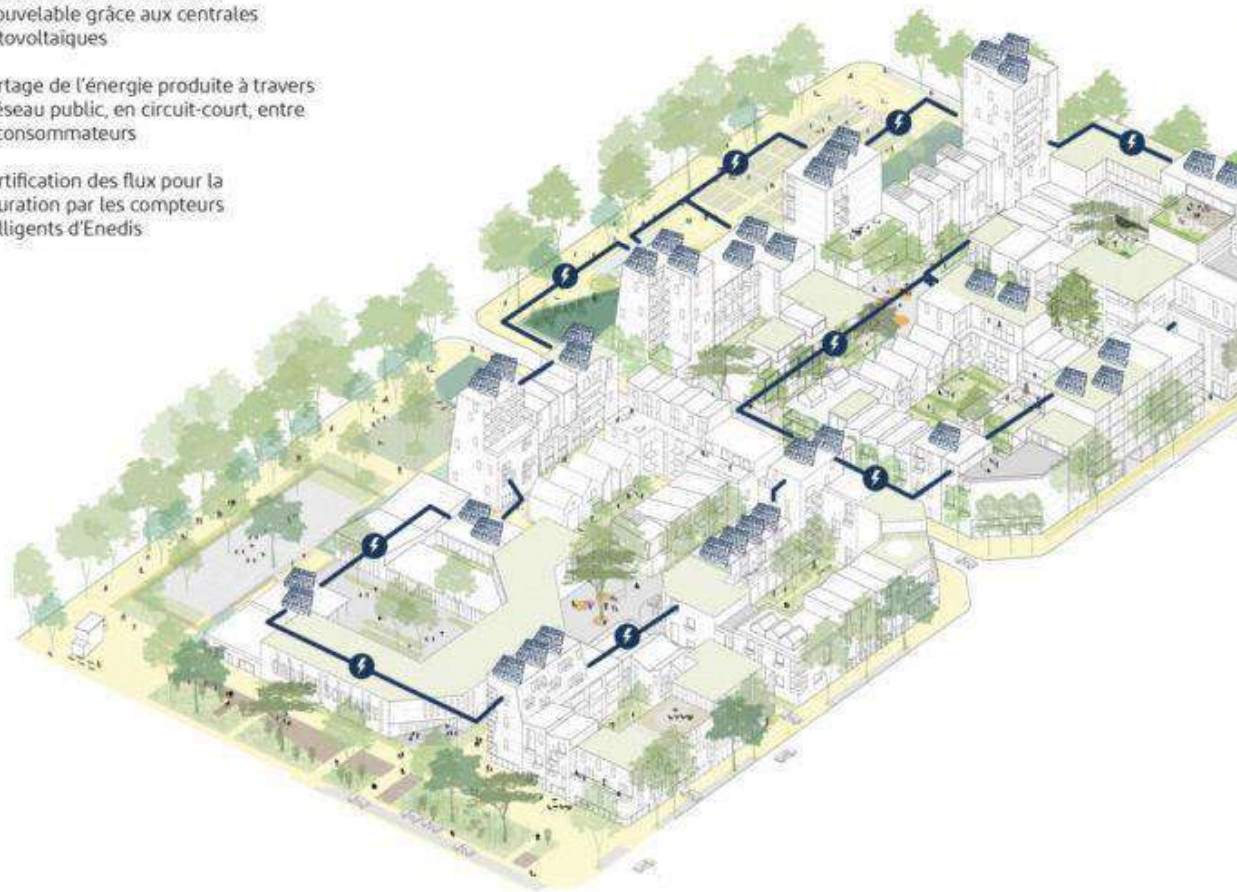 ouvelable grâce aux centrales
tovoltaïques
rtage de l'énergie produite à travers
éseau public, en circuit-court, entre
consommateurs
rtification des flux pour la
uration par les compteurs
lligents d'Enedis